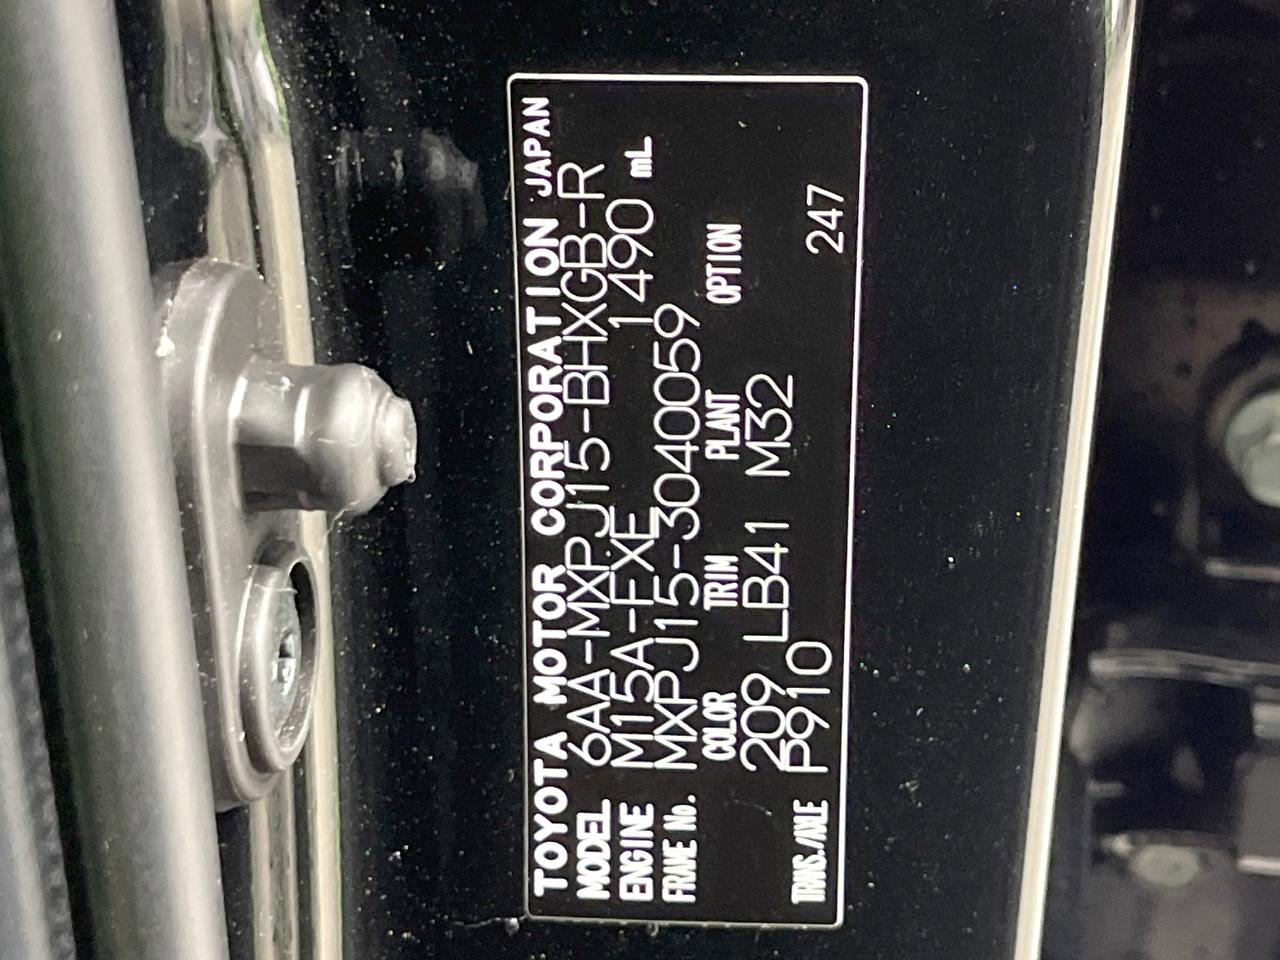 TOYOTA MOTOR CORPORATION JAPAN
MODEL 6AA-MXPJ15-BHXGB-R
ENGINE M15A-FXE 1490 mL
FRAME No. MXPJ15-3040059
COLOR TRIM PLANT OPTION
209 LB41 M32
TRANS./AXLE P910 247